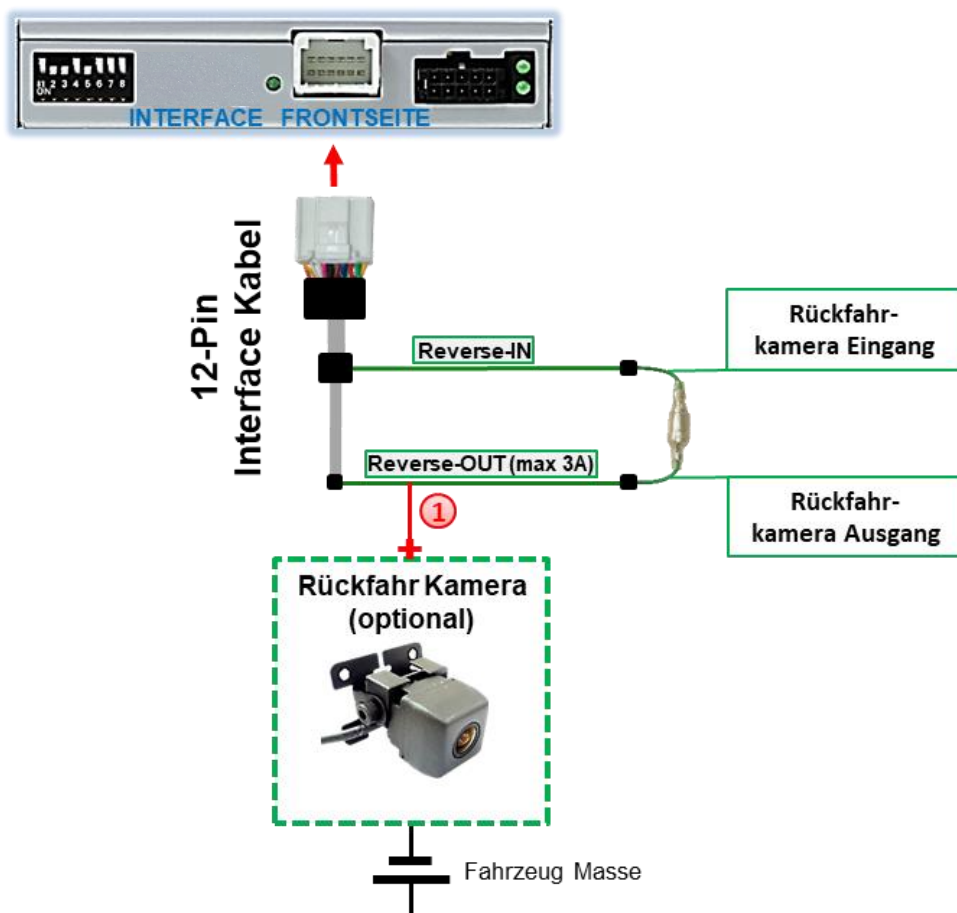 ON
1 2 3 4 5 6 7 8
INTERFACE FRONTSEITE
12-Pin
Interface Kabel
Reverse-IN
Rückfahr-
kamera Eingang
Reverse-OUT (max 3A)
Rückfahr-
kamera Ausgang
1
Rückfahr Kamera
(optional)
Fahrzeug Masse